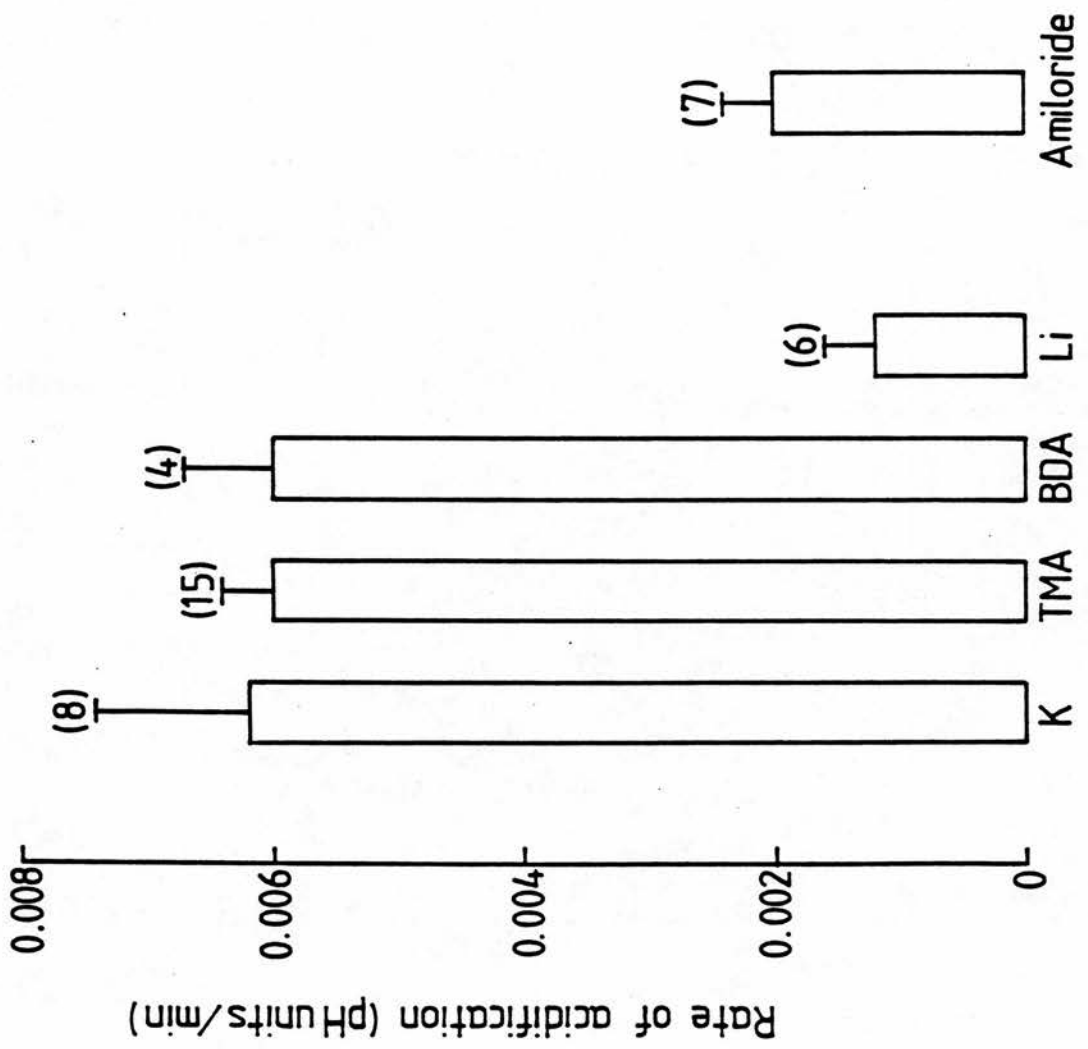 Rate of acidification (pH units/min)
0.008
0.006
0.004
0.002
0
(8)
(15)
(4)
(6)
(7)
K
TMA
BDA
Li
Amiloride